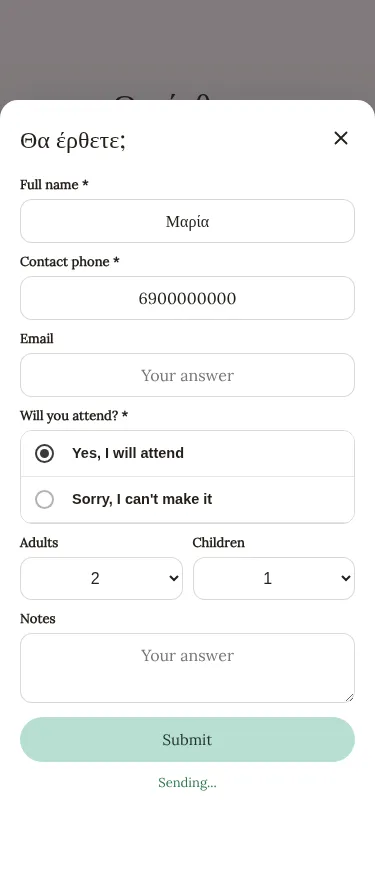 Θα έρθετε;
Full name *
Μαρία
Contact phone *
6900000000
Email
Your answer
Will you attend? *
Yes, I will attend
Sorry, I can't make it
Adults
Children
2
1
Notes
Your answer
Submit
Sending...